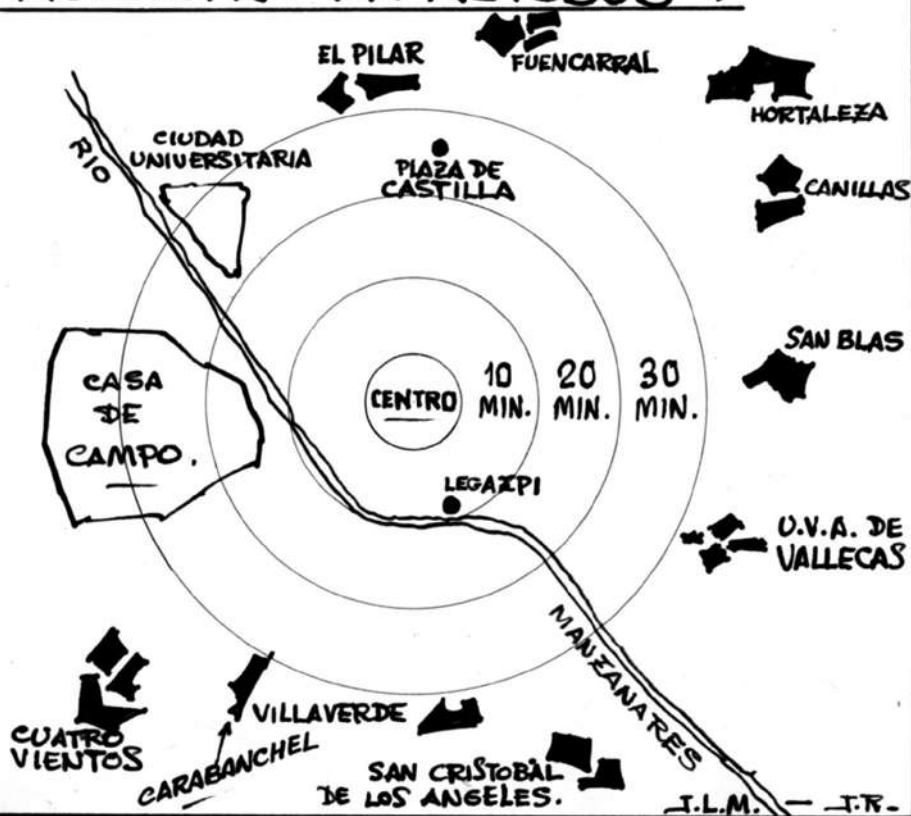 EL PILAR
FUENCARRAL
HORTALEZA
CIUDAD
UNIVERSITARIA
RIO
PLAZA DE
CASTILLA
CANILLAS
SAN BLAS
CASA
DE
CAMPO.
CENTRO
10
MIN.
20
MIN.
30
MIN.
LEGAZPI
U.V.A. DE
VALLECAS
MANZANARES
CUATRO
VIENTOS
CARABANCHEL
VILLAVERDE
SAN CRISTOBAL
DE LOS ANGELES.
J.L.M. — J.R.